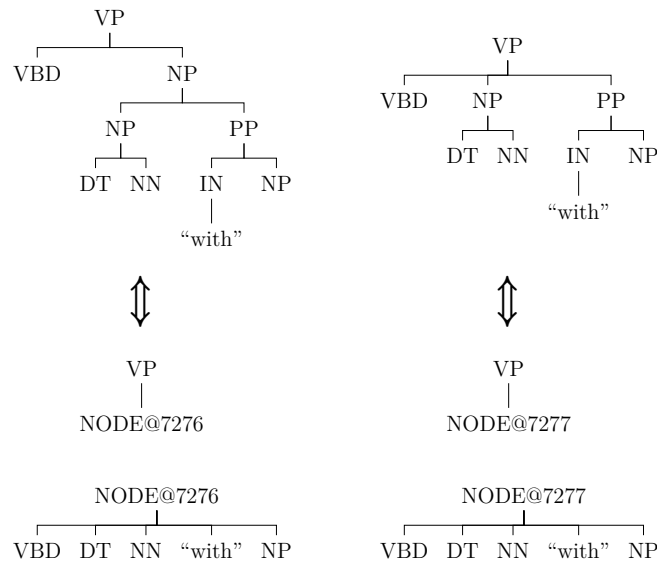 VP
VBD NP
NP PP
DT NN IN NP
“with”
VP
NODE@7276
NODE@7276
VBD DT NN “with” NP
VP
VBD NP PP
DT NN IN NP
“with”
VP
NODE@7277
NODE@7277
VBD DT NN “with” NP